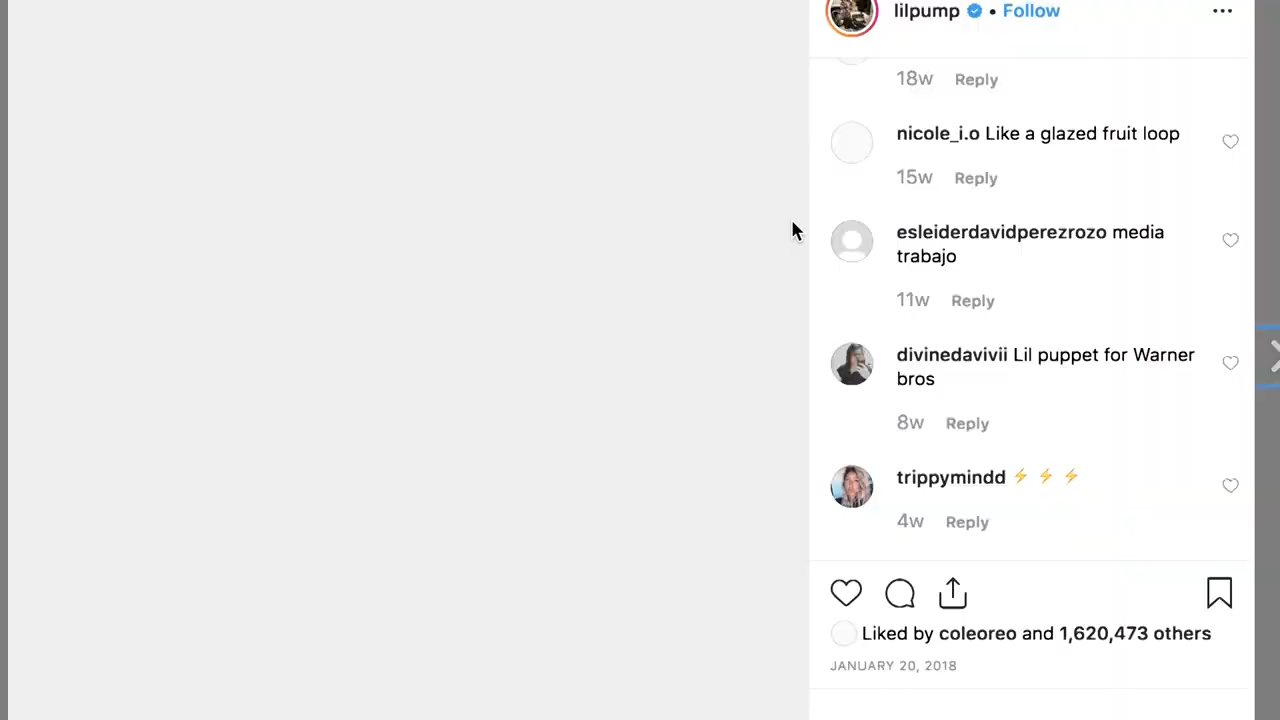 lilpump • Follow
18w Reply
nicole_i.o Like a glazed fruit loop
15w Reply
esleiderdavidperezrozo media
trabajo
11w Reply
divinedavivii Lil puppet for Warner
bros
8w Reply
trippymindd ⚡ ⚡ ⚡
4w Reply
Liked by coleoreo and 1,620,473 others
JANUARY 20, 2018